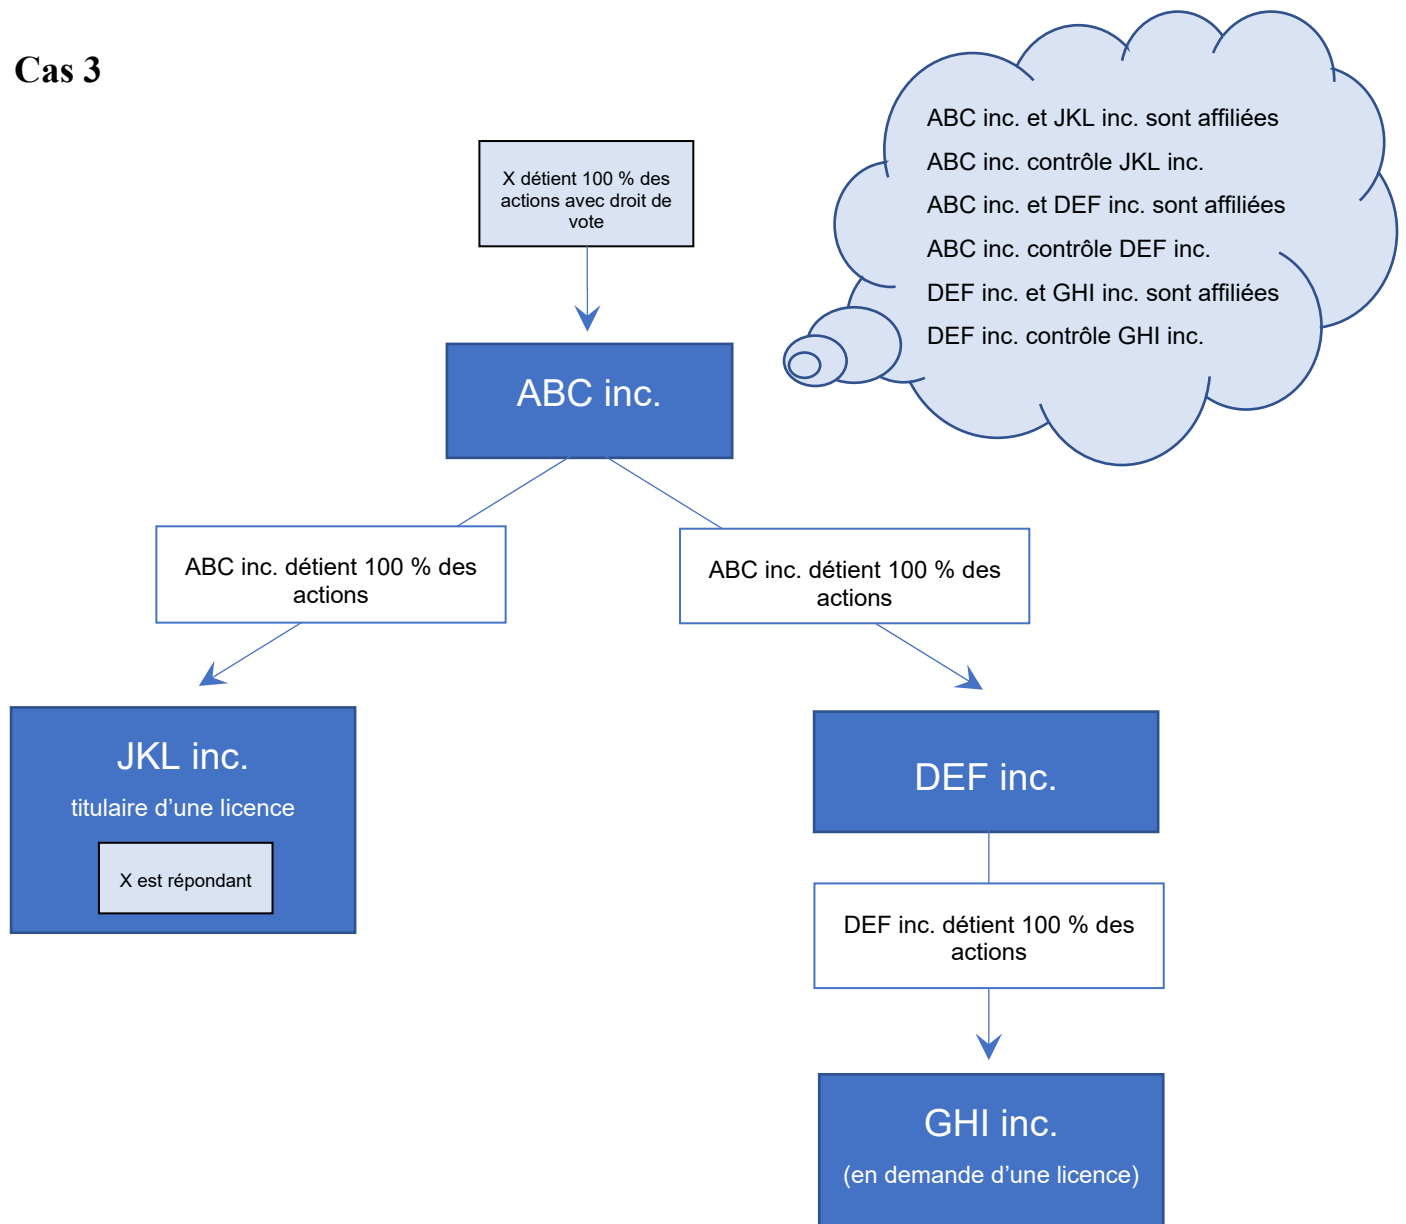 Cas 3
ABC inc. et JKL inc. sont affiliées
ABC inc. contrôle JKL inc.
ABC inc. et DEF inc. sont affiliées
ABC inc. contrôle DEF inc.
DEF inc. et GHI inc. sont affiliées
DEF inc. contrôle GHI inc.
X détient 100 % des
actions avec droit de
vote
ABC inc.
ABC inc. détient 100 % des
actions
ABC inc. détient 100 % des
actions
JKL inc.
titulaire d’une licence
X est répondant
DEF inc.
DEF inc. détient 100 % des
actions
GHI inc.
(en demande d’une licence)